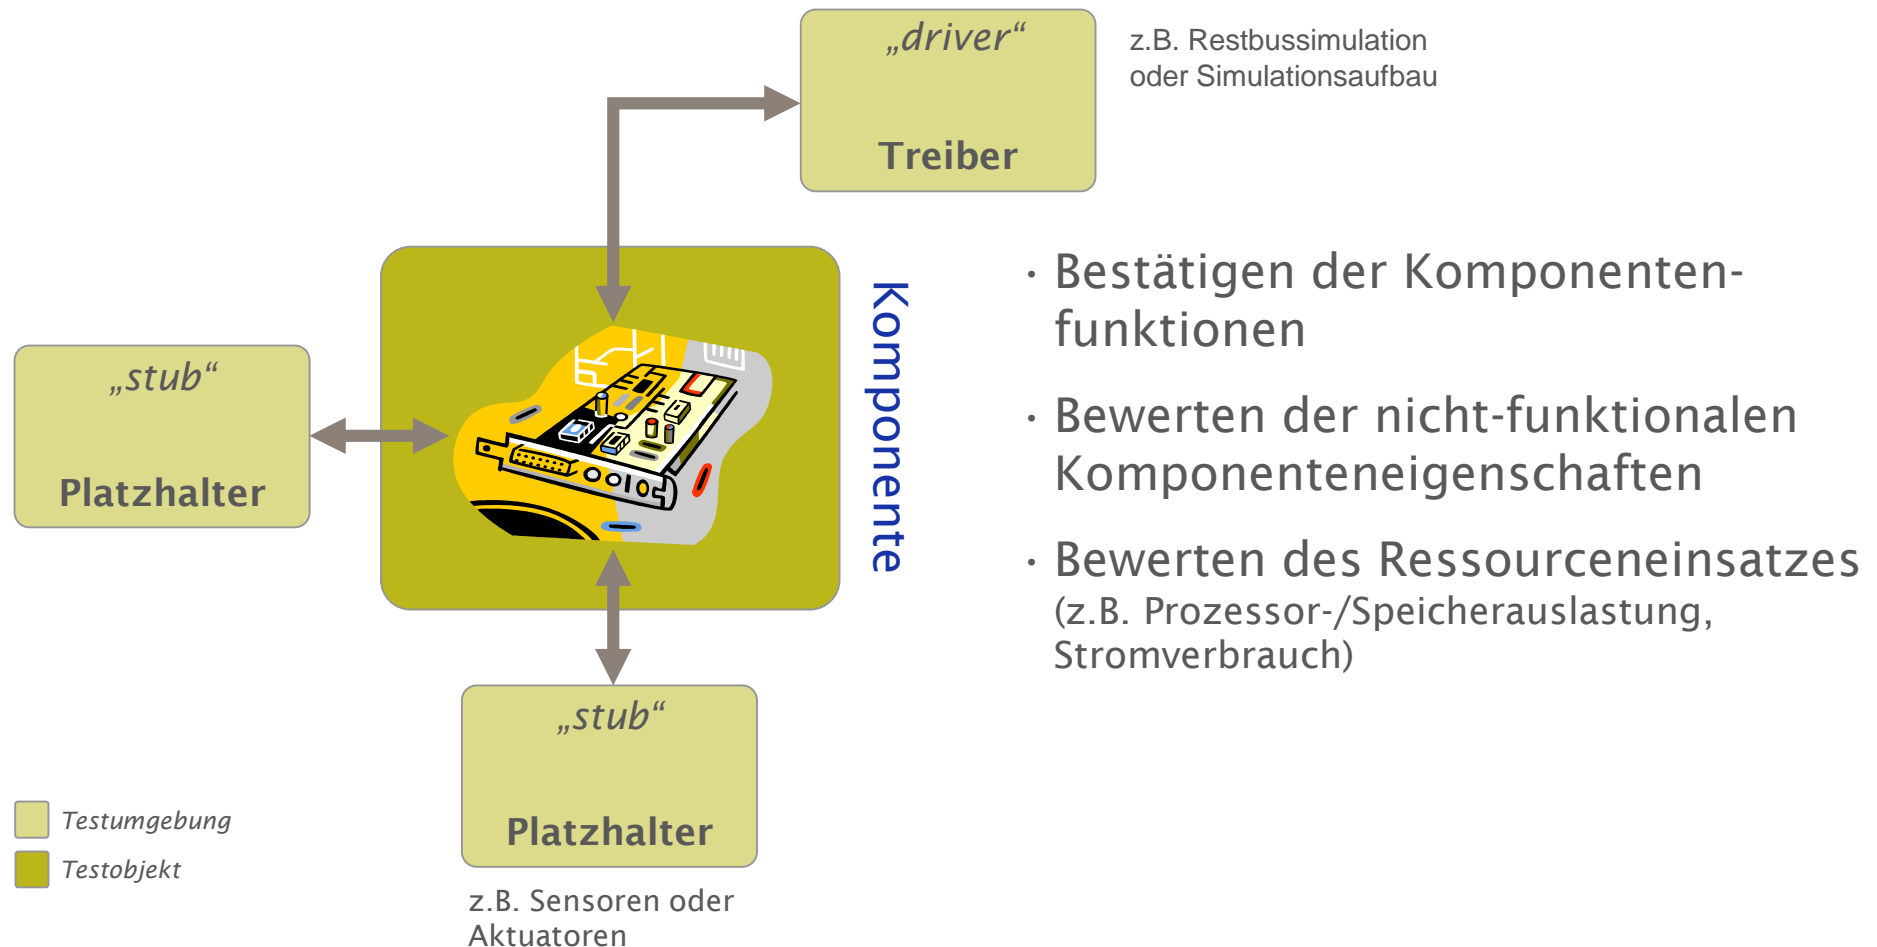 „driver“
Treiber
z.B. Restbussimulation
oder Simulationsaufbau
„stub“
Platzhalter
Komponente
„stub“
Platzhalter
z.B. Sensoren oder
Aktuatoren
· Bestätigen der Komponenten-
funktionen
· Bewerten der nicht-funktionalen
Komponenteneigenschaften
· Bewerten des Ressourceneinsatzes
(z.B. Prozessor-/Speicherauslastung,
Stromverbrauch)
Testumgebung
Testobjekt